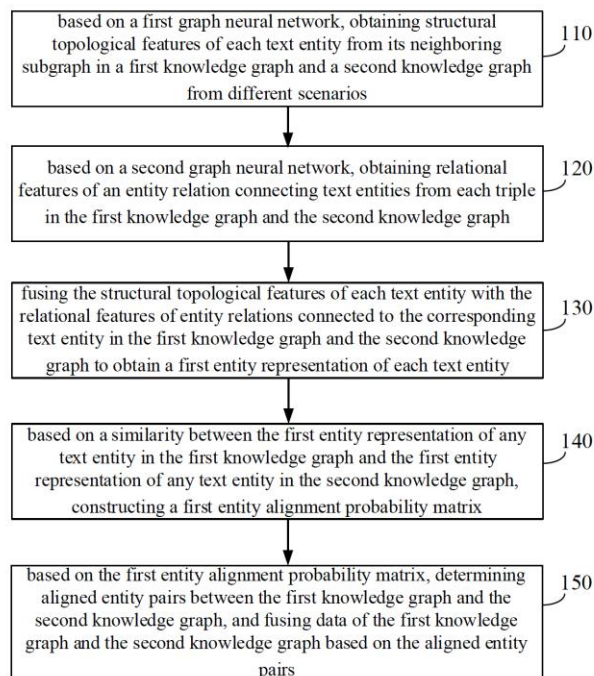 based on a first graph neural network, obtaining structural
topological features of each text entity from its neighboring
subgraph in a first knowledge graph and a second knowledge graph
from different scenarios
110
based on a second graph neural network, obtaining relational
features of an entity relation connecting text entities from each triple
in the first knowledge graph and the second knowledge graph
120
fusing the structural topological features of each text entity with the
relational features of entity relations connected to the corresponding
text entity in the first knowledge graph and the second knowledge
graph to obtain a first entity representation of each text entity
130
based on a similarity between the first entity representation of any
text entity in the first knowledge graph and the first entity
representation of any text entity in the second knowledge graph,
constructing a first entity alignment probability matrix
140
based on the first entity alignment probability matrix, determining
aligned entity pairs between the first knowledge graph and the
second knowledge graph, and fusing data of the first knowledge
graph and the second knowledge graph based on the aligned entity
pairs
150